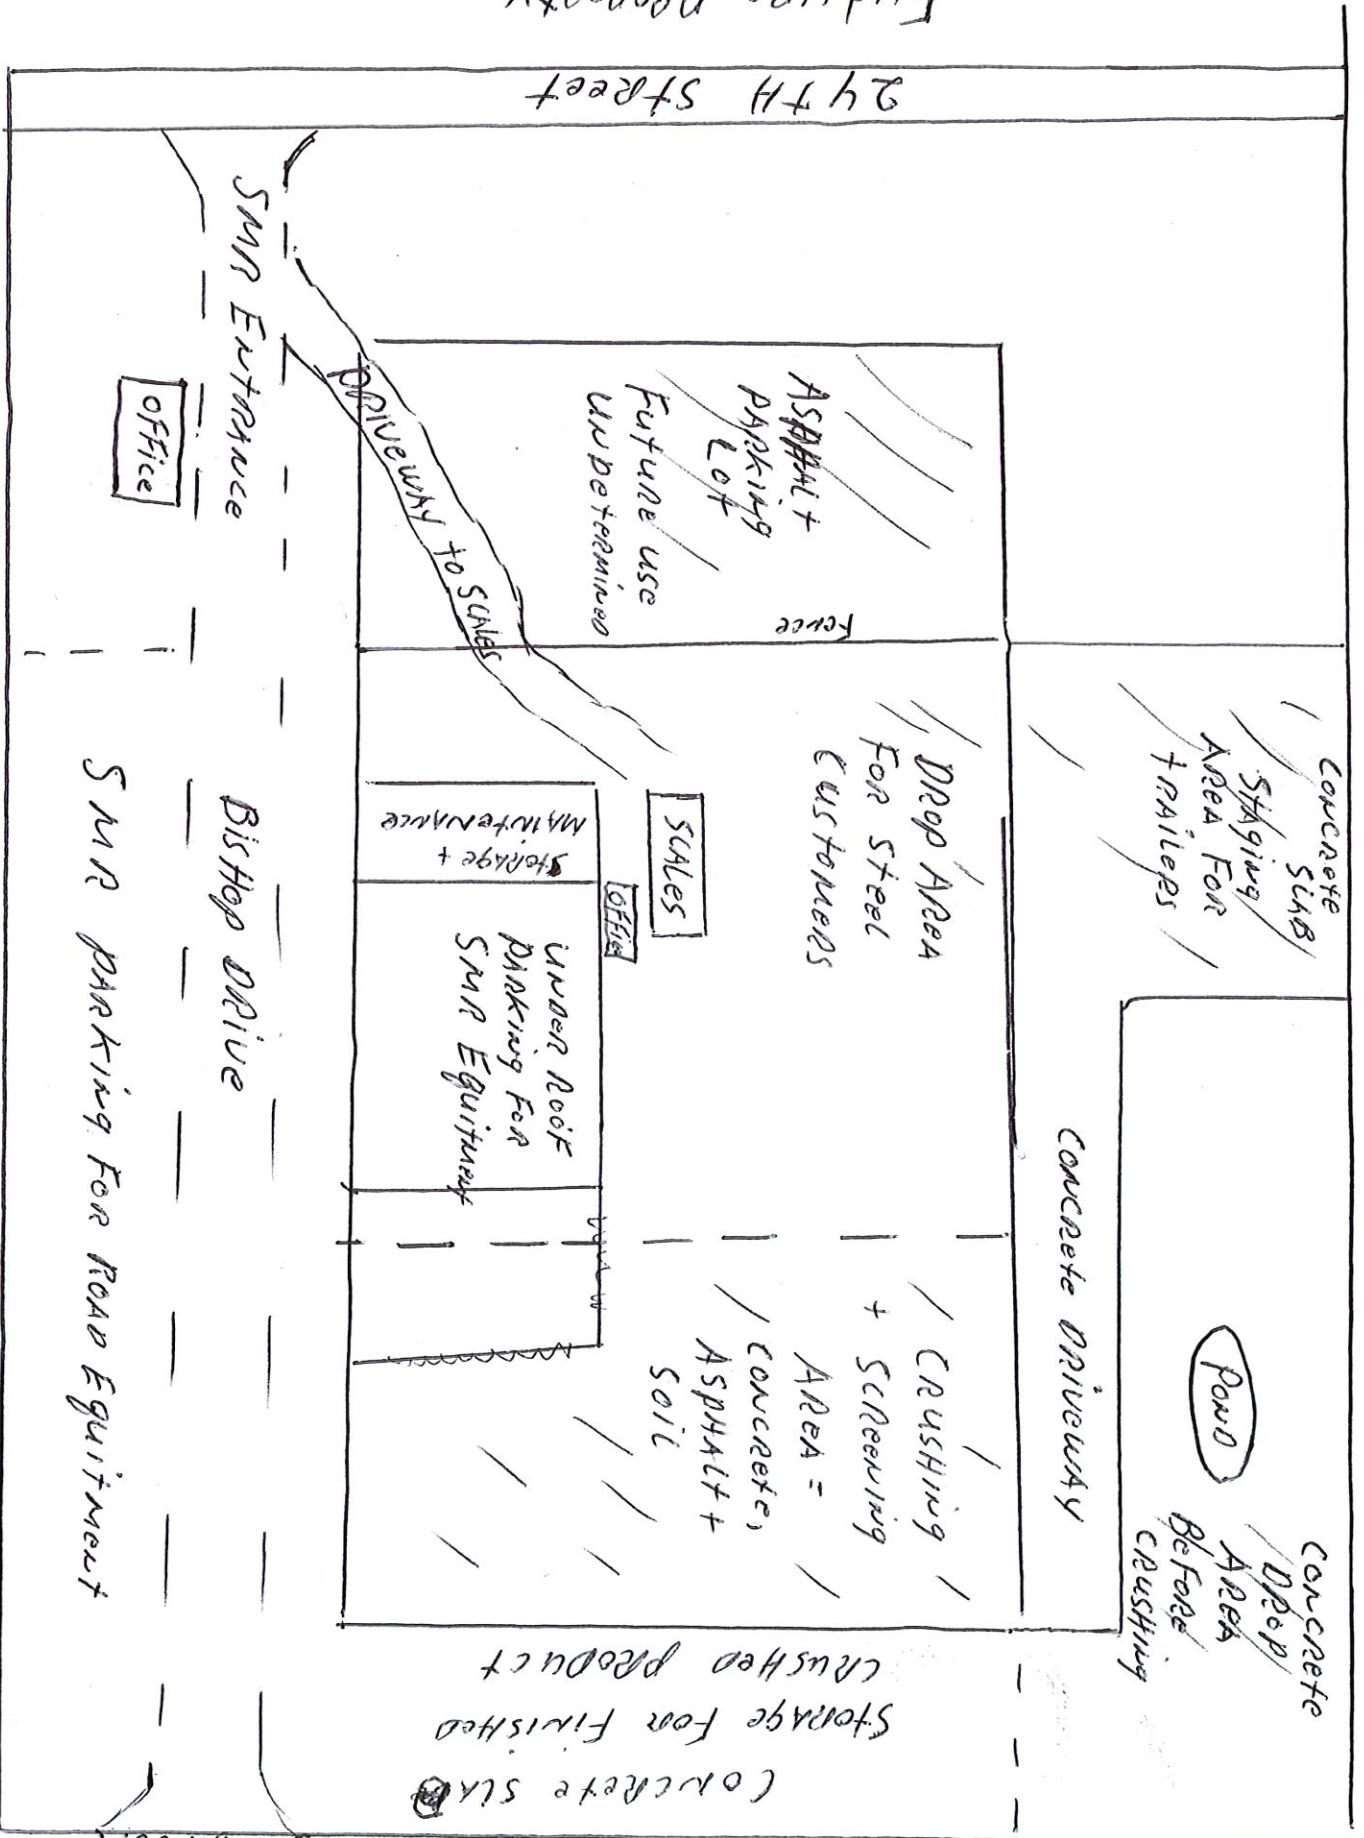 Future Property
24TH Street
SMR ENTRANCE
OFFice
DRIVEWAY to SCALES
ASPHALT
PARKING
LOT
FUTURE USE
UNDETERMINED
Fence
CONCRETE
SLAB
STAGING
AREA FOR
TRAILERS
DROP AREA
FOR STEEL
CUSTOMERS
SCALES
OFFice
STORAGE +
MAINTENANCE
UNDER ROOF
PARKING FOR
SMR EQUITMENT
BISHOP DRIVE
SMR PARKING FOR ROAD EQUITMENT
CONCRETE DRIVEWAY
POND
CONCRETE
DROP
AREA
BEFORE
CRUSHING
CRUSHING
+ SCREENING
AREA =
CONCRETE,
ASPHALT +
SOIL
CONCRETE SLAB
STORAGE FOR FINISHED
CRUSHED PRODUCT